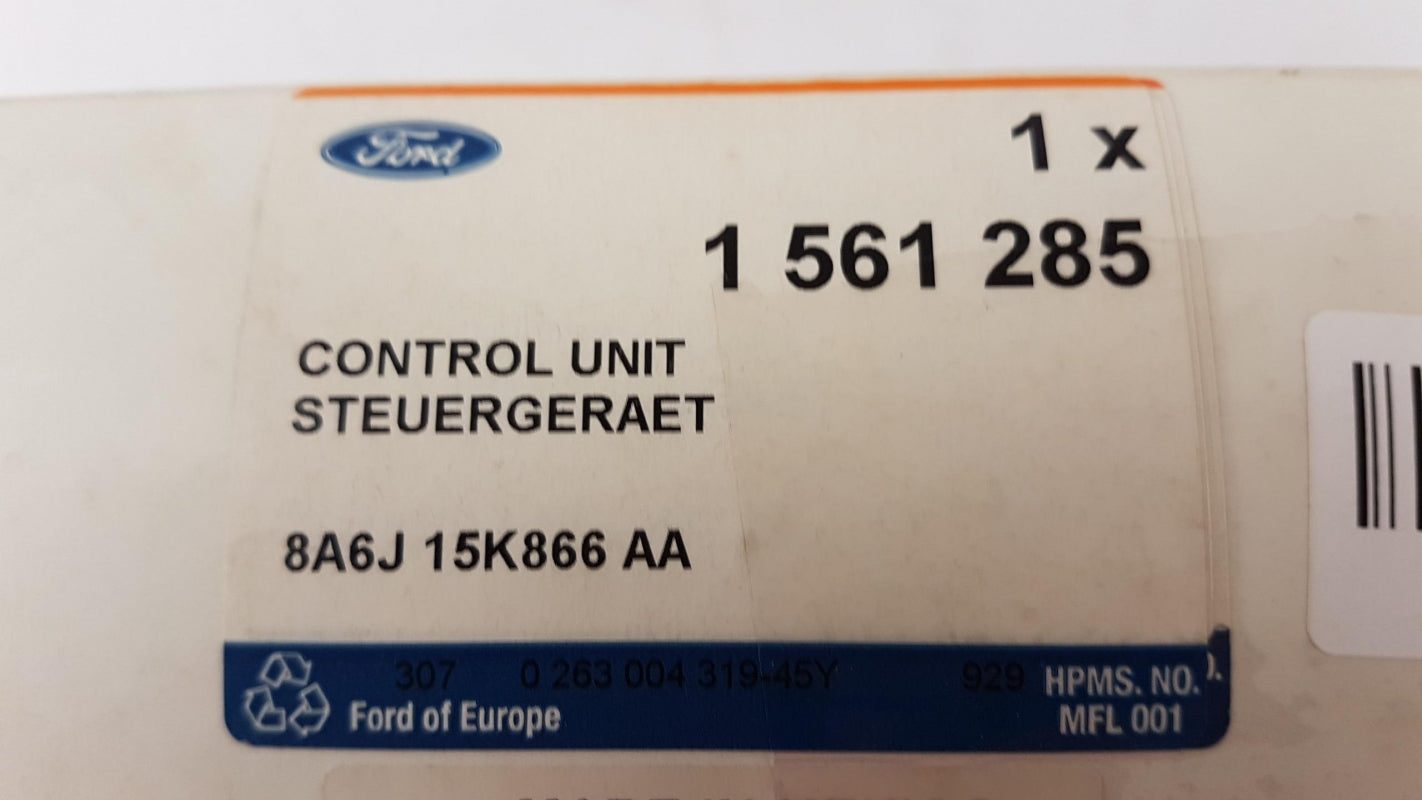 Ford
1 x
1 561 285
CONTROL UNIT
STEUERGERAET
8A6J 15K866 AA
307 0 263 004 319-45Y 929
HPMS. NO. ).
Ford of Europe
MFL 001